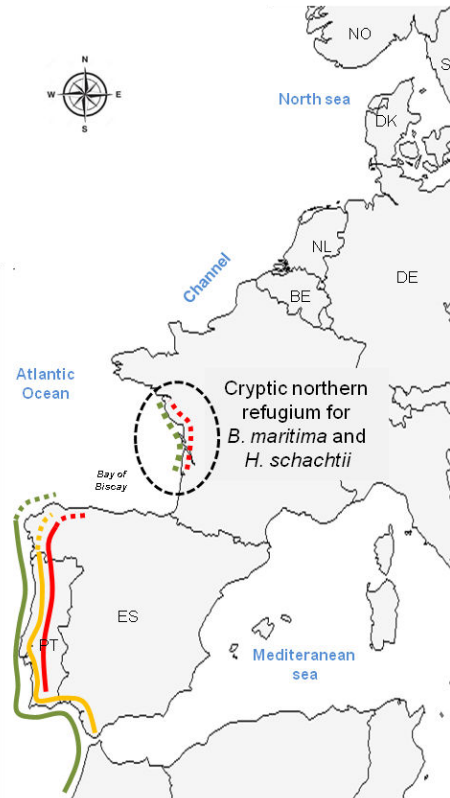 NO
S
N
W E
S
North sea
DK
NL
Channel
BE
DE
Atlantic
Ocean
Cryptic northern
refugium for
B. maritima and
H. schachtii
Bay of
Biscay
ES
PT
Mediteranean
sea